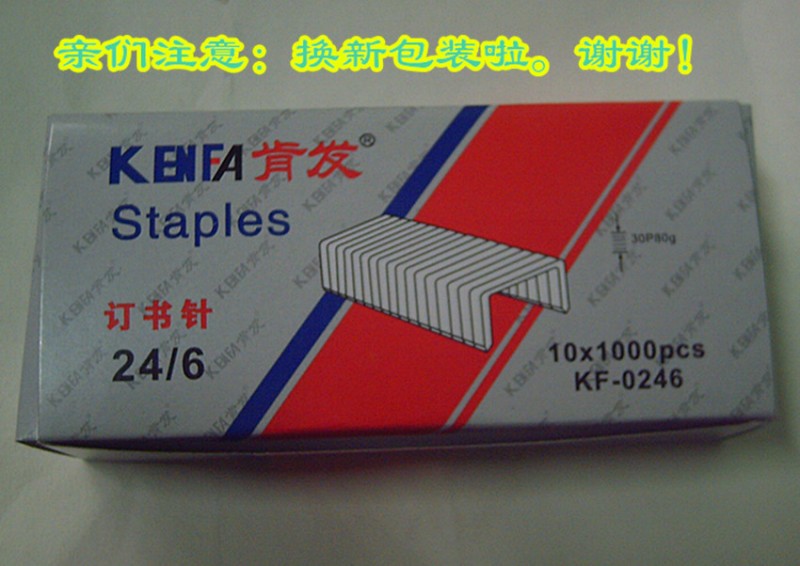 亲们注意：换新包装啦。谢谢！
KENFA肯发®
Staples
30P80g
订书针
24/6
10x1000pcs
KF-0246